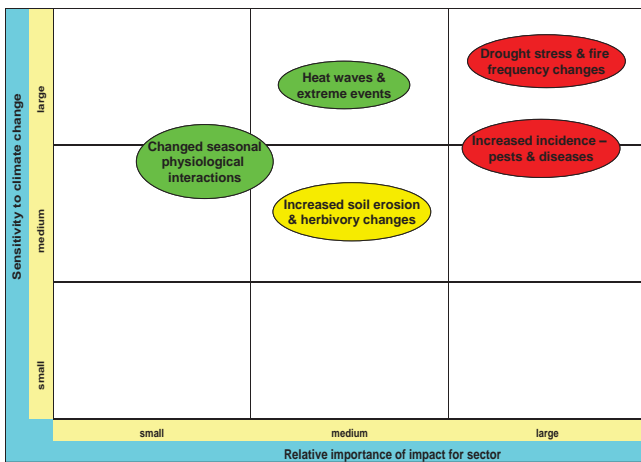 Sensitivity to climate change
large
medium
small
Drought stress & fire
frequency changes
Heat waves &
extreme events
Increased incidence –
pests & diseases
Changed seasonal
physiological
interactions
Increased soil erosion
& herbivory changes
small
medium
large
Relative importance of impact for sector